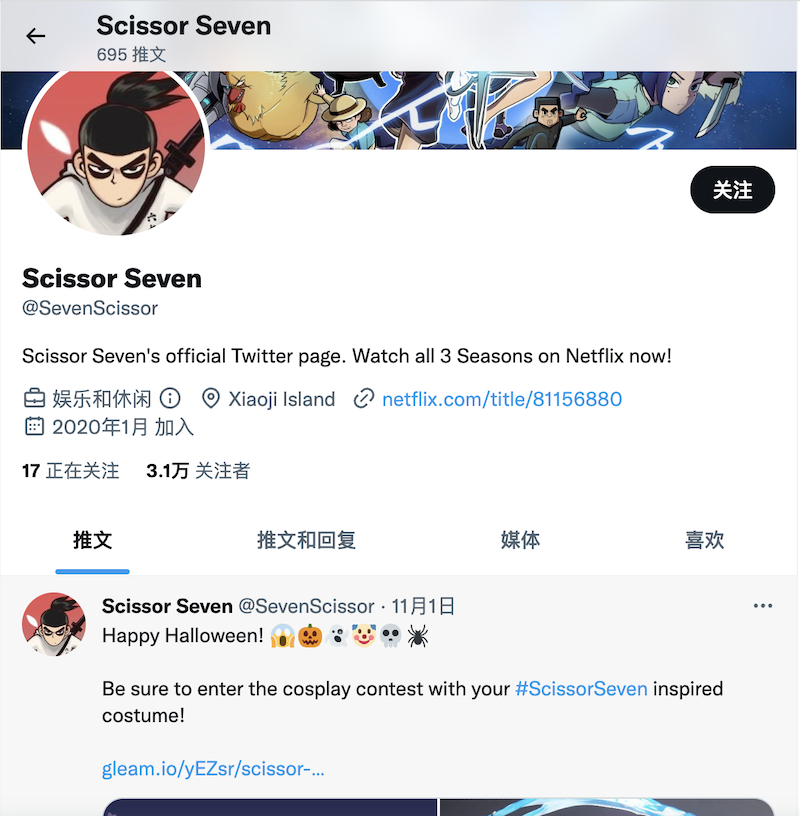 Scissor Seven
695 推文
关注
Scissor Seven
@SevenScissor
Scissor Seven's official Twitter page. Watch all 3 Seasons on Netflix now!
娱乐和休闲 Xiaoji Island netflix.com/title/81156880
2020年1月 加入
17 正在关注 3.1万 关注者
推文 推文和回复 媒体 喜欢
Scissor Seven @SevenScissor · 11月1日
Happy Halloween! 😱🎃👻🤡💀🕷
Be sure to enter the cosplay contest with your #ScissorSeven inspired
costume!
gleam.io/yEZsr/scissor-...